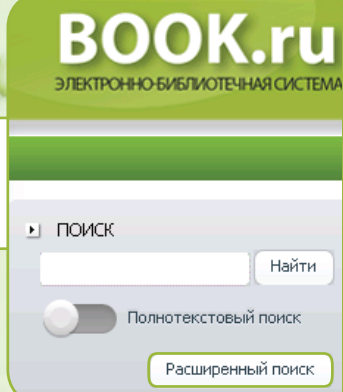 BOOK.ru
ЭЛЕКТРОННО-БИБЛИОТЕЧНАЯ СИСТЕМА
ПОИСК
Найти
Полнотекстовый поиск
Расширенный поиск